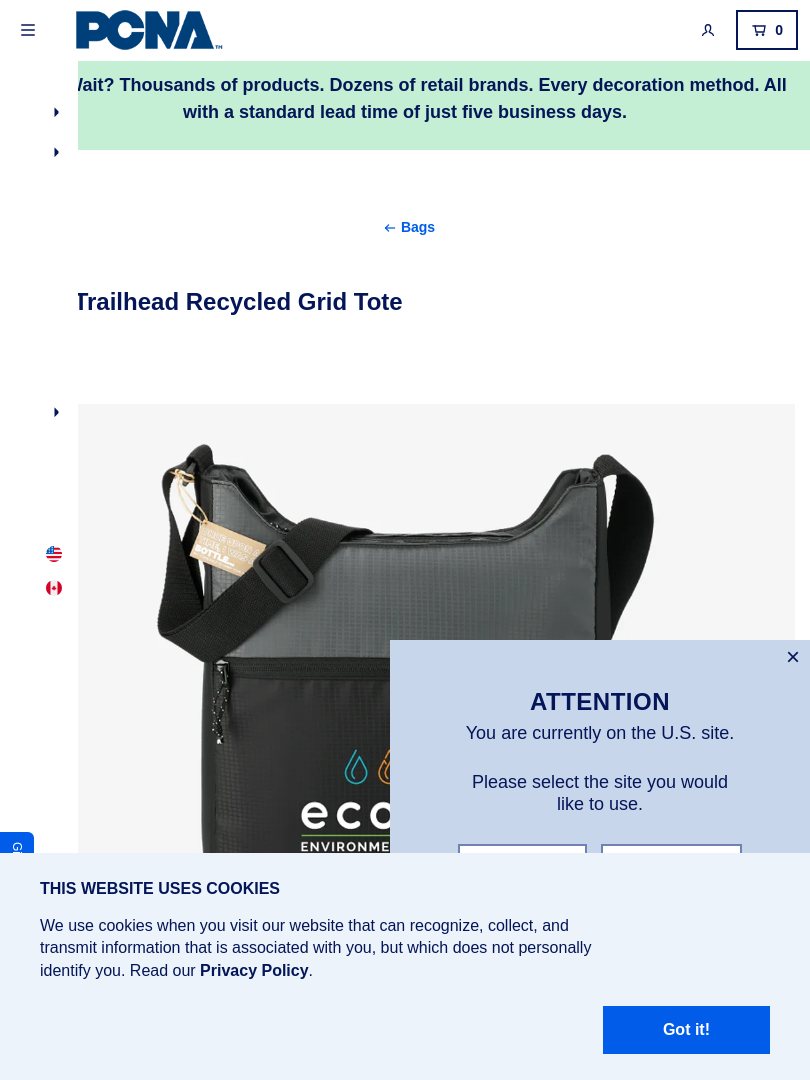 PCNA™
0
Wait? Thousands of products. Dozens of retail brands. Every decoration method. All
with a standard lead time of just five business days.
← Bags
Trailhead Recycled Grid Tote
BOTTLE
eco
ENVIRONME
×
ATTENTION
You are currently on the U.S. site.
Please select the site you would
like to use.
THIS WEBSITE USES COOKIES
We use cookies when you visit our website that can recognize, collect, and
transmit information that is associated with you, but which does not personally
identify you. Read our Privacy Policy.
Got it!